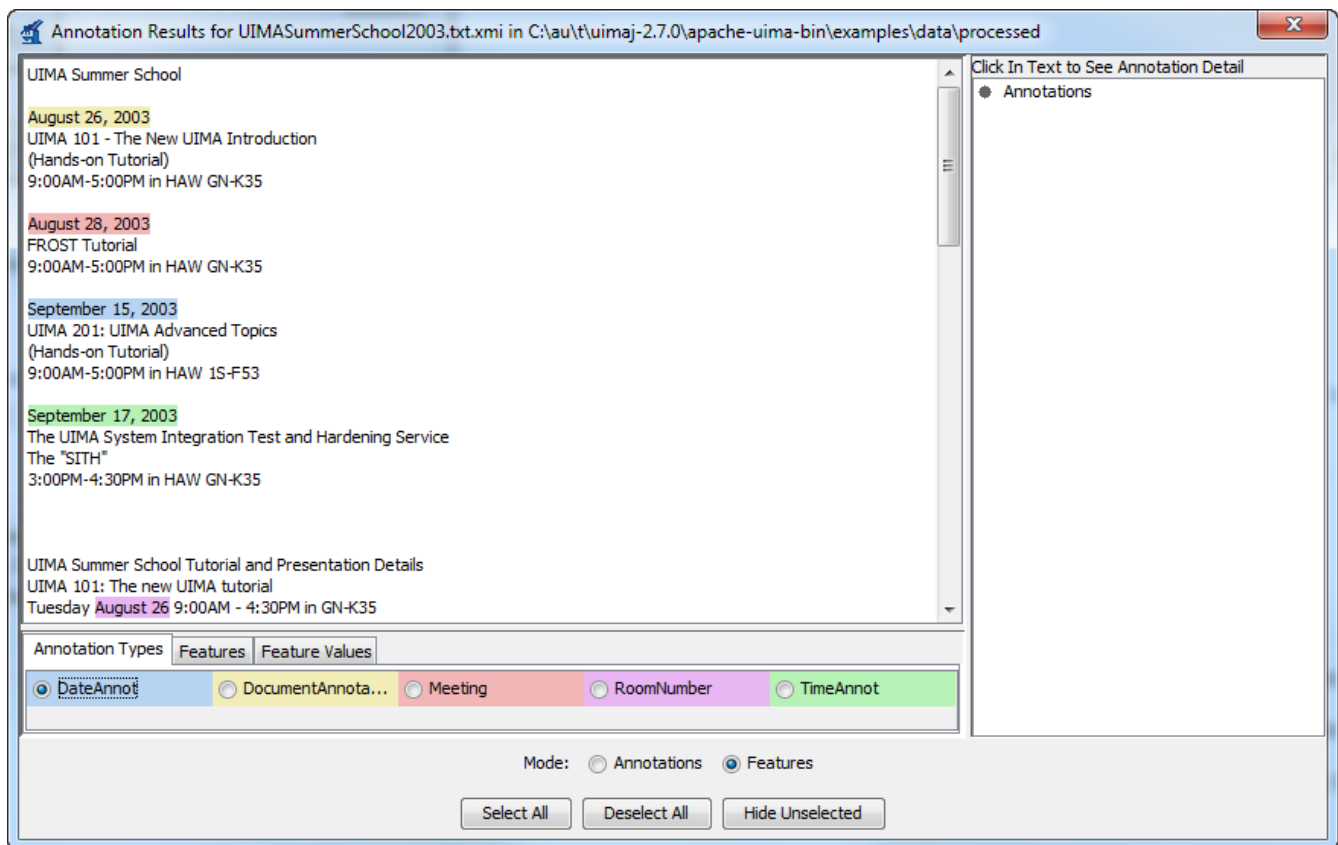 Annotation Results for UIMASummerSchool2003.txt.xmi in C:\au\t\uimaj-2.7.0\apache-uima-bin\examples\data\processed
UIMA Summer School
August 26, 2003
UIMA 101 - The New UIMA Introduction
(Hands-on Tutorial)
9:00AM-5:00PM in HAW GN-K35
August 28, 2003
FROST Tutorial
9:00AM-5:00PM in HAW GN-K35
September 15, 2003
UIMA 201: UIMA Advanced Topics
(Hands-on Tutorial)
9:00AM-5:00PM in HAW 1S-F53
September 17, 2003
The UIMA System Integration Test and Hardening Service
The "SITH"
3:00PM-4:30PM in HAW GN-K35
UIMA Summer School Tutorial and Presentation Details
UIMA 101: The new UIMA tutorial
Tuesday August 26 9:00AM - 4:30PM in GN-K35
Click In Text to See Annotation Detail
Annotations
Annotation Types Features Feature Values
DateAnnot DocumentAnnota... Meeting RoomNumber TimeAnnot
Mode: Annotations Features
Select All Deselect All Hide Unselected